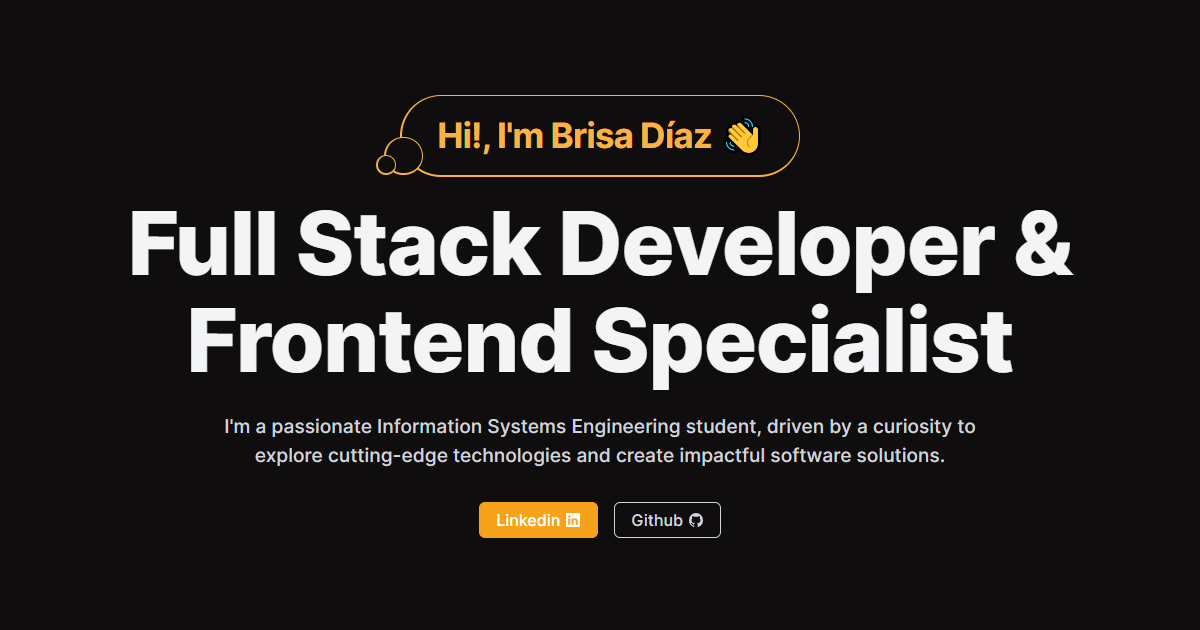 Hi!, I'm Brisa Díaz 👋
Full Stack Developer &
Frontend Specialist
I'm a passionate Information Systems Engineering student, driven by a curiosity to
explore cutting-edge technologies and create impactful software solutions.
Linkedin
Github